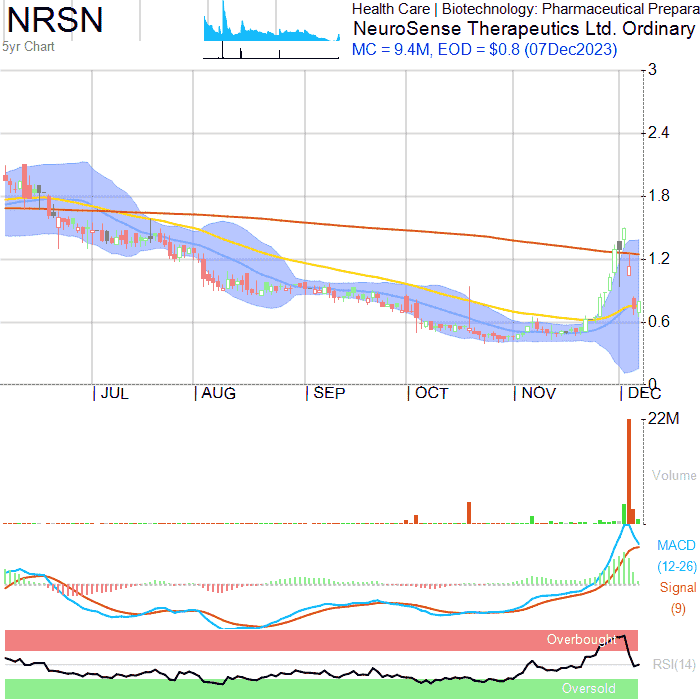 NRSN
5yr Chart
Health Care | Biotechnology: Pharmaceutical Prepara
NeuroSense Therapeutics Ltd. Ordinary
MC = 9.4M, EOD = $0.8 (07Dec2023)
3
2.4
1.8
1.2
0.6
0
JUL AUG SEP OCT NOV DEC
22M
Volume
MACD
(12-26)
Signal
(9)
Overbought
RSI(14)
Oversold